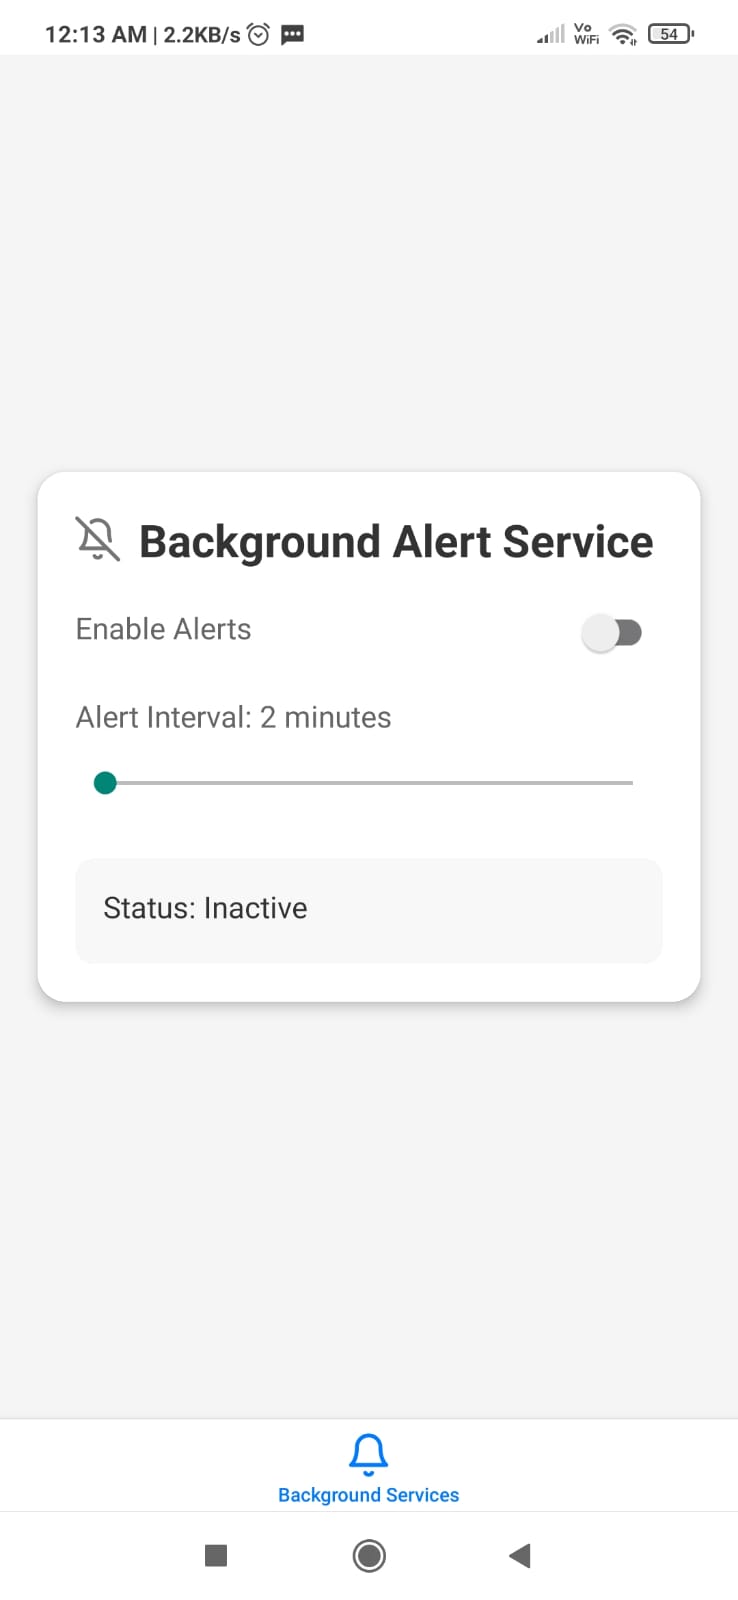 12:13 AM | 2.2KB/s
Vo
WiFi
54
Background Alert Service
Enable Alerts
Alert Interval: 2 minutes
Status: Inactive
Background Services